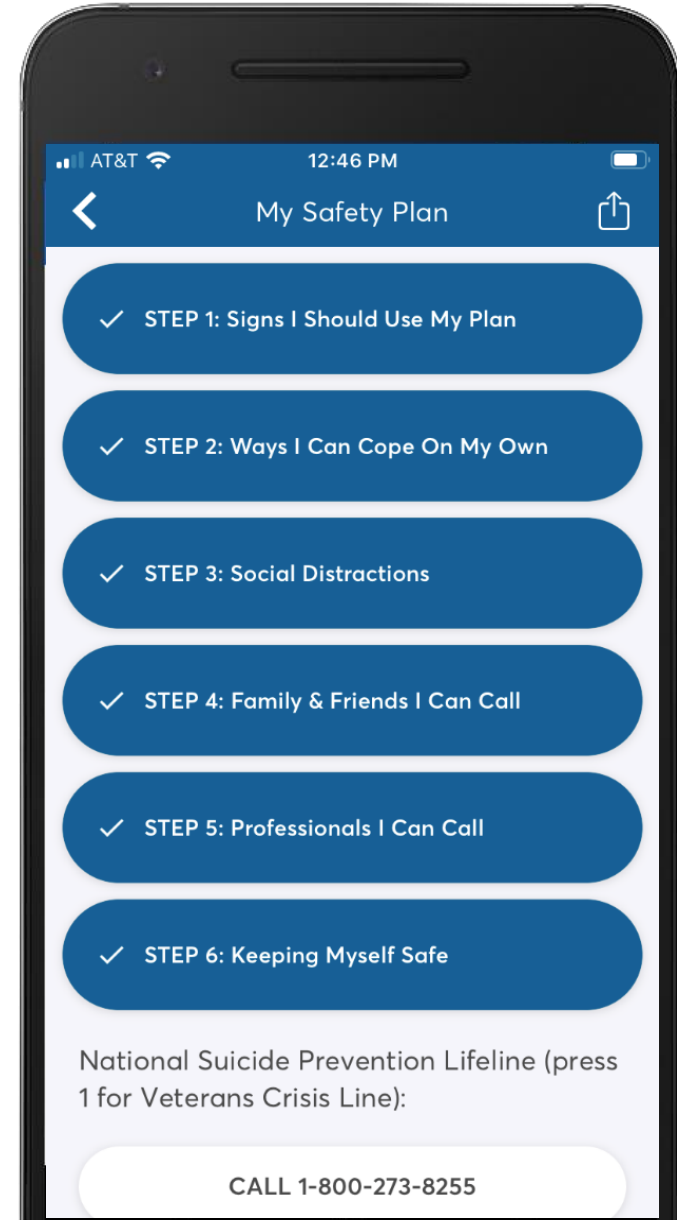 AT&T 12:46 PM
My Safety Plan
STEP 1: Signs I Should Use My Plan
STEP 2: Ways I Can Cope On My Own
STEP 3: Social Distractions
STEP 4: Family & Friends I Can Call
STEP 5: Professionals I Can Call
STEP 6: Keeping Myself Safe
National Suicide Prevention Lifeline (press
1 for Veterans Crisis Line):
CALL 1-800-273-8255